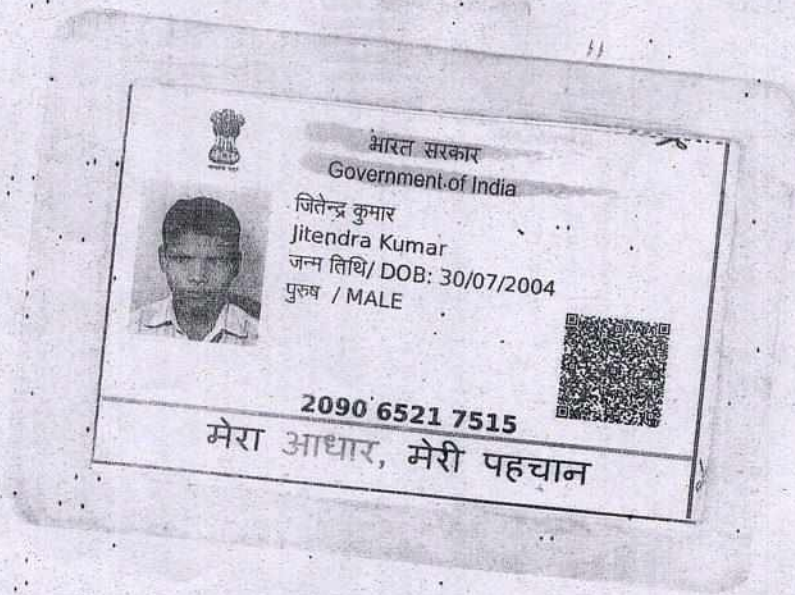 भारत सरकार
Government of India
जितेन्द्र कुमार
Jitendra Kumar
जन्म तिथि/ DOB: 30/07/2004
पुरुष / MALE
2090 6521 7515
मेरा आधार, मेरी पहचान